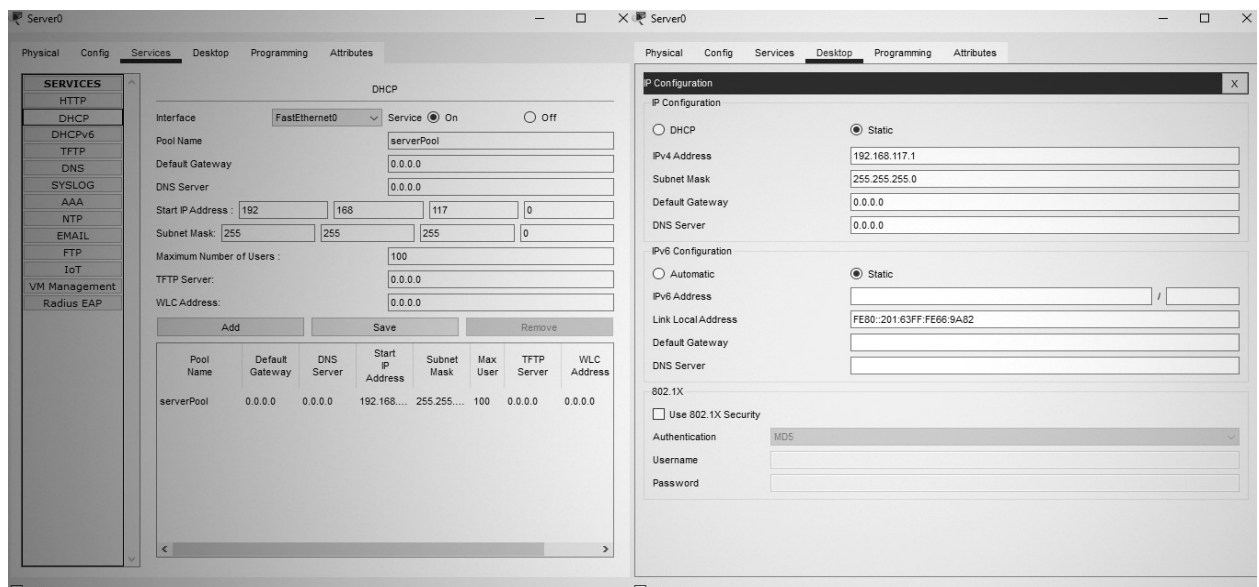 Server0
Physical Config Services Desktop Programming Attributes
SERVICES
HTTP
DHCP
DHCPv6
TFTP
DNS
SYSLOG
AAA
NTP
EMAIL
FTP
IoT
VM Management
Radius EAP
DHCP
Interface FastEthernet0 Service On Off
Pool Name serverPool
Default Gateway 0.0.0.0
DNS Server 0.0.0.0
Start IP Address : 192 168 117 0
Subnet Mask: 255 255 255 0
Maximum Number of Users : 100
TFTP Server: 0.0.0.0
WLC Address: 0.0.0.0
Add Save Remove
Pool Name Default Gateway DNS Server Start IP Address Subnet Mask Max User TFTP Server WLC Address
serverPool 0.0.0.0 0.0.0.0 192.168.... 255.255.... 100 0.0.0.0 0.0.0.0
Server0 X
Physical Config Services Desktop Programming Attributes
IP Configuration X
IP Configuration
DHCP Static
IPv4 Address 192.168.117.1
Subnet Mask 255.255.255.0
Default Gateway 0.0.0.0
DNS Server 0.0.0.0
IPv6 Configuration
Automatic Static
IPv6 Address /
Link Local Address FE80::201:63FF:FE66:9A82
Default Gateway
DNS Server
802.1X
Use 802.1X Security
Authentication MD5
Username
Password